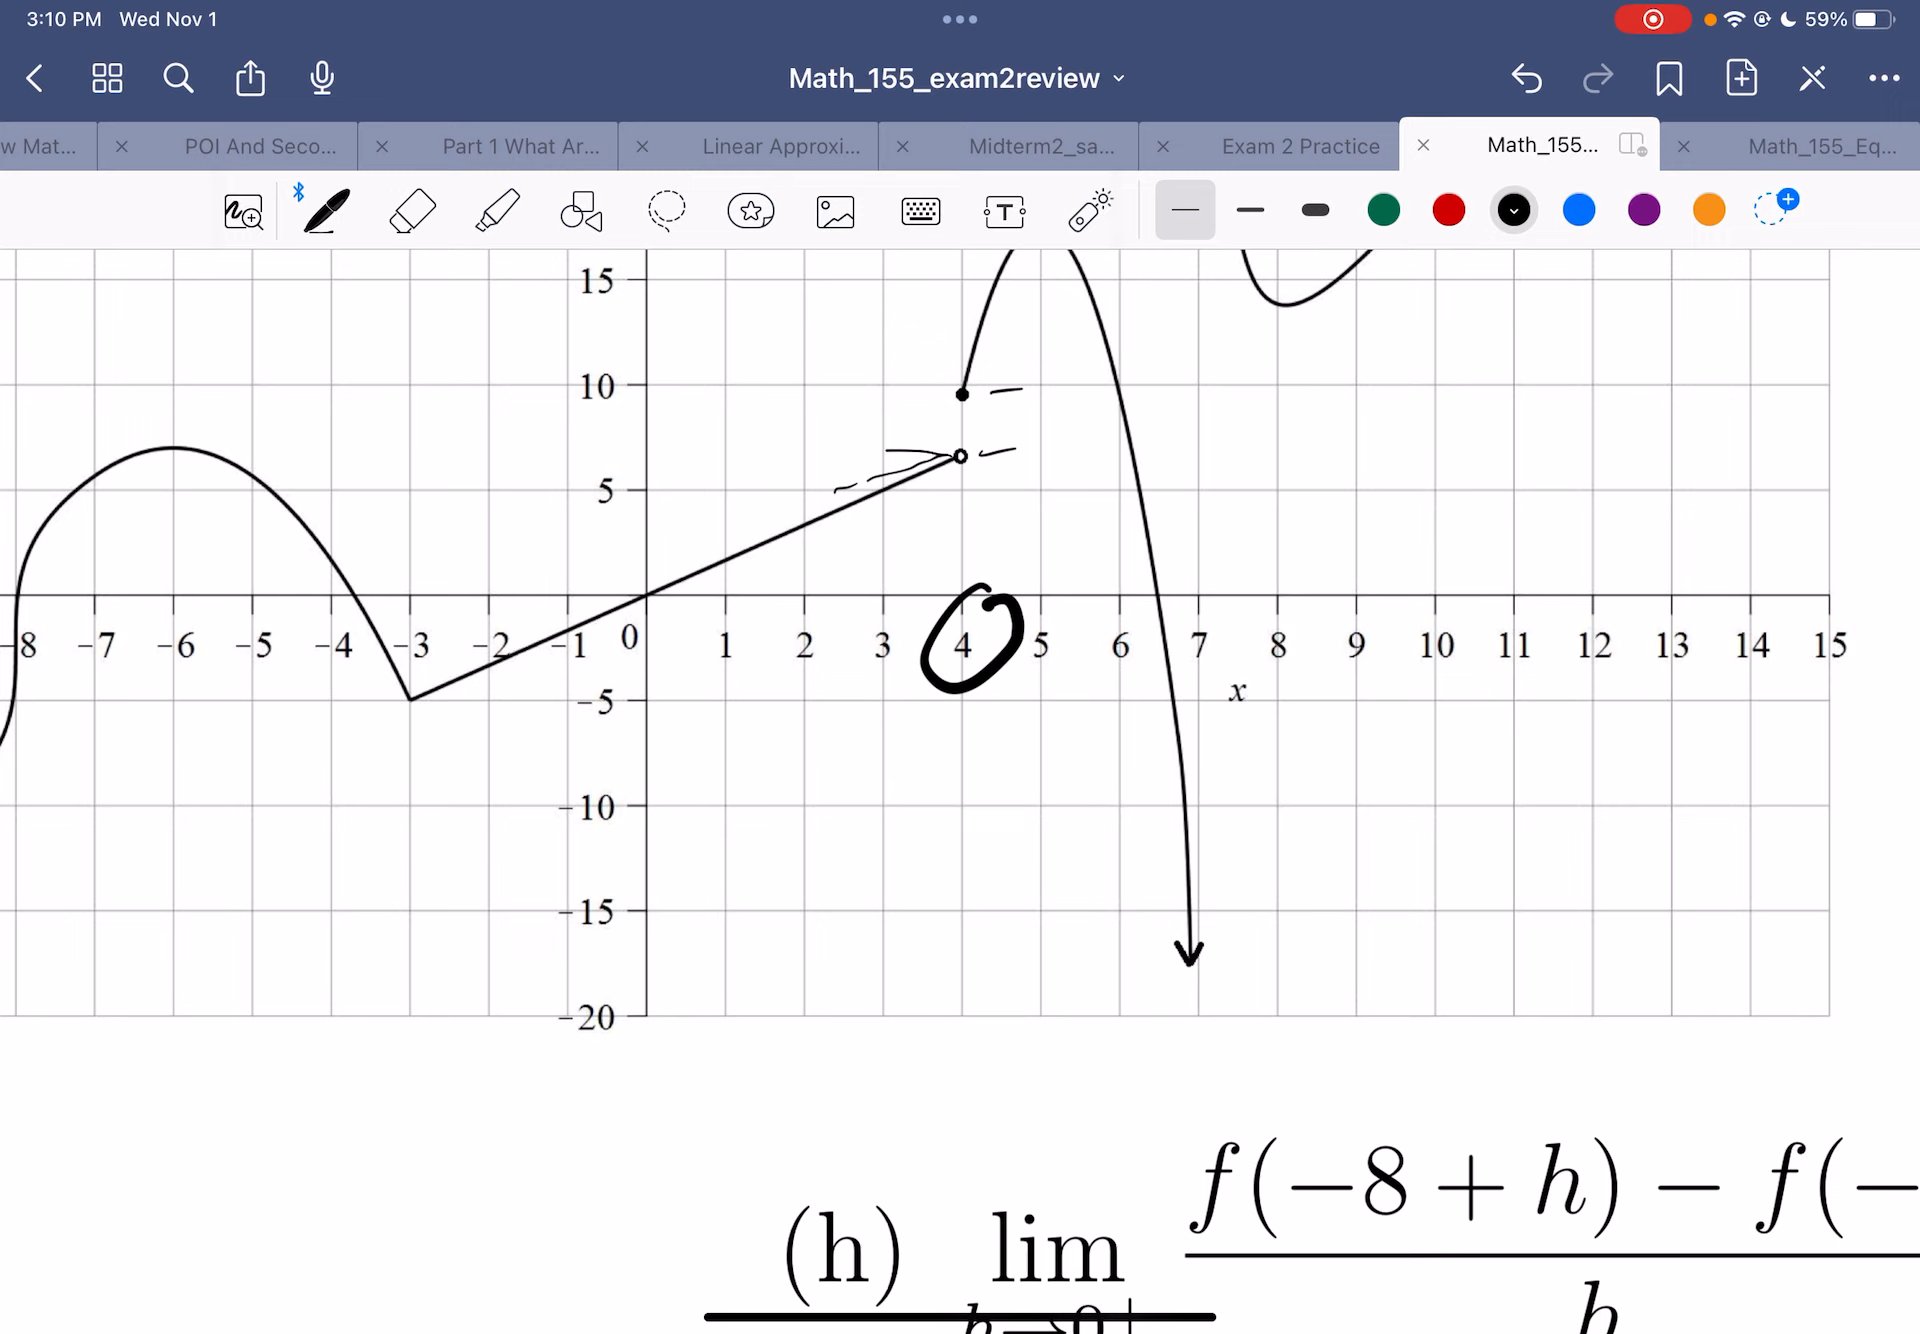 3:10 PM Wed Nov 1 59%
Math_155_exam2review
w Mat... POI And Seco... Part 1 What Ar... Linear Approxi... Midterm2_sa... Exam 2 Practice Math_155... Math_155_Eq...
T
15
10
5
-8 -7 -6 -5 -4 -3 -2 -1 0 1 2 3 4 5 6 7 8 9 10 11 12 13 14 15
x
-5
-10
-15
-20
f(-8 + h) - f(-
(h) lim
h→0
h